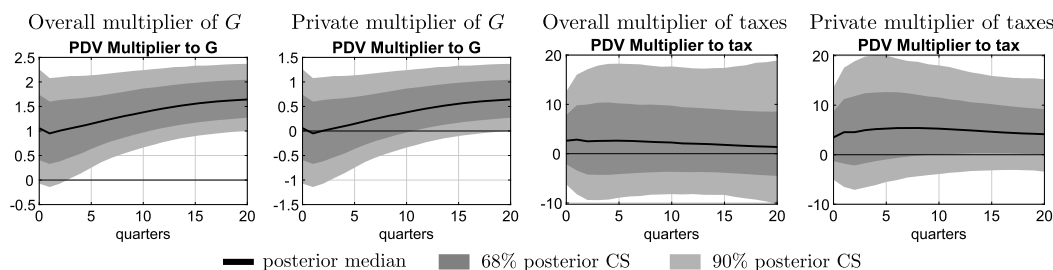 Overall multiplier of G
Private multiplier of G
Overall multiplier of taxes
Private multiplier of taxes
PDV Multiplier to G
PDV Multiplier to G
PDV Multiplier to tax
PDV Multiplier to tax
2.5
2
1.5
1
0.5
0
-0.5
0 5 10 15 20
quarters
1.5
1
0.5
0
-0.5
-1
-1.5
0 5 10 15 20
quarters
20
10
0
-10
0 5 10 15 20
quarters
20
10
0
-10
0 5 10 15 20
quarters
posterior median 68% posterior CS 90% posterior CS